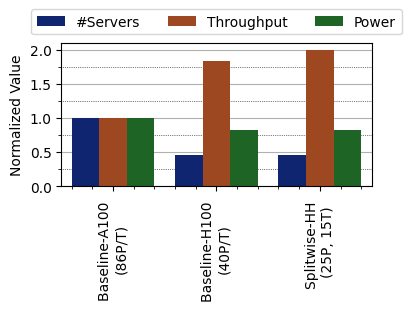 #Servers Throughput Power
Normalized Value
2.0
1.5
1.0
0.5
0.0
Baseline-A100
(86P/T)
Baseline-H100
(40P/T)
Splitwise-HH
(25P, 15T)